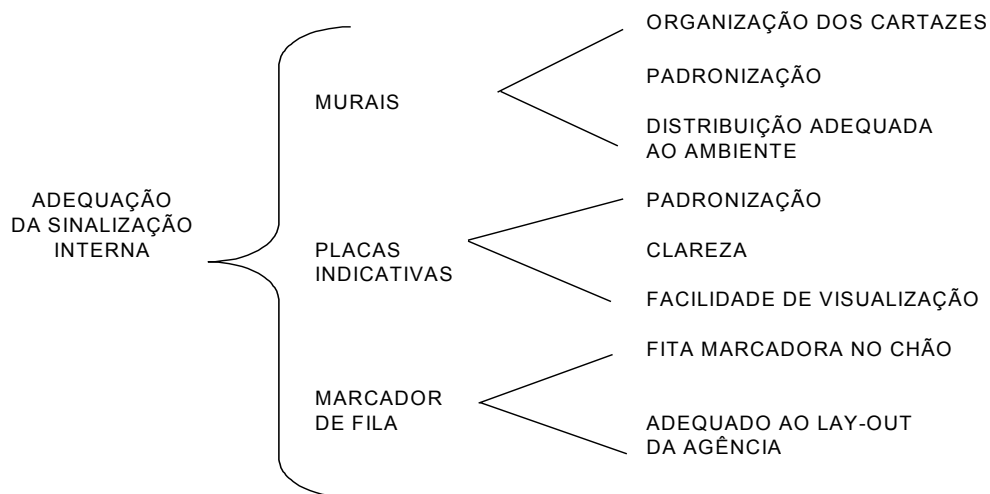 ADEQUAÇÃO
DA SINALIZAÇÃO
INTERNA
MURAIS
ORGANIZAÇÃO DOS CARTAZES
PADRONIZAÇÃO
DISTRIBUIÇÃO ADEQUADA
AO AMBIENTE
PLACAS
INDICATIVAS
PADRONIZAÇÃO
CLAREZA
FACILIDADE DE VISUALIZAÇÃO
MARCADOR
DE FILA
FITA MARCADORA NO CHÃO
ADEQUADO AO LAY-OUT
DA AGÊNCIA